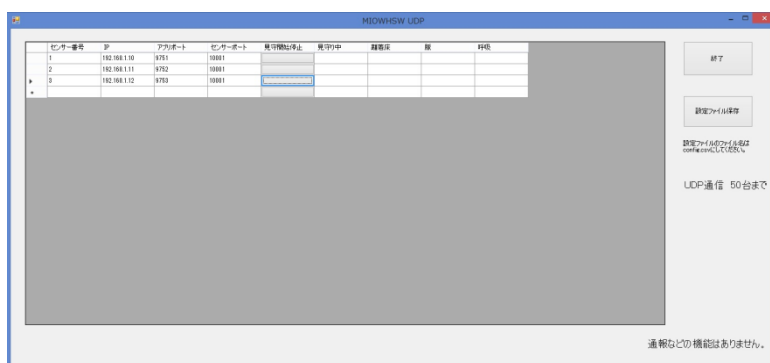 MIOWHSW UDP
センサー番号 IP アプリポート センサーポート 見守開始停止 見守り中 離着床 脈 呼吸
1 192.168.1.10 9751 10001
2 192.168.1.11 9752 10001
3 192.168.1.12 9753 10001
終了
設定ファイル保存
設定ファイルのファイル名は
config.csvにしてください。
UDP通信 50台まで
通報などの機能はありません。